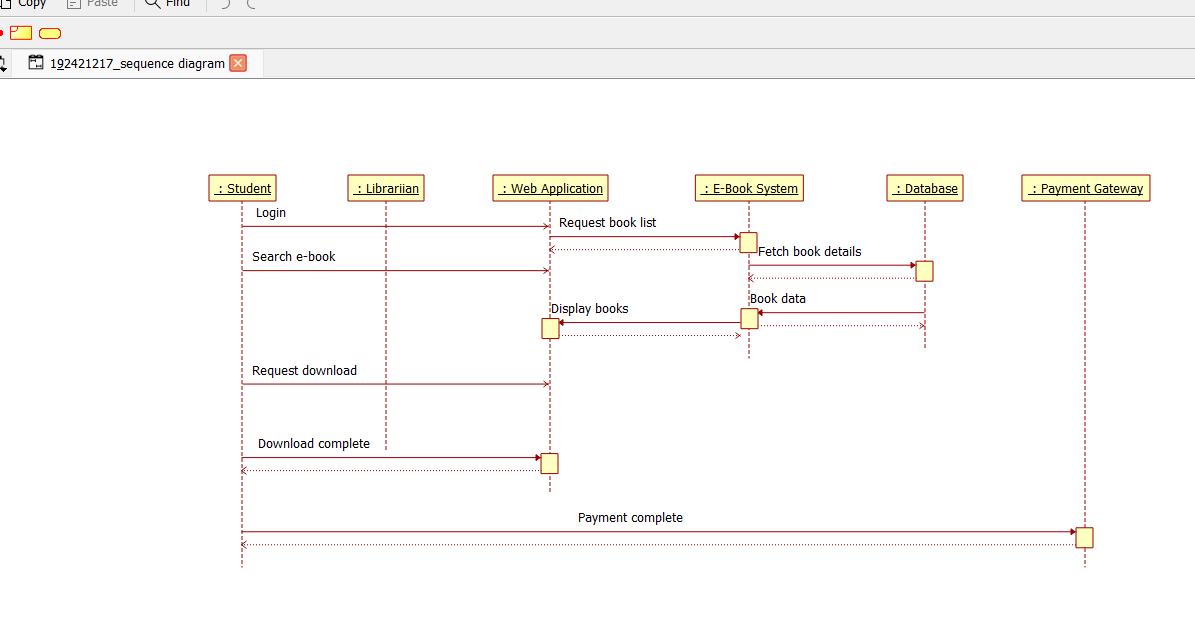 Copy Paste Find
192421217_sequence diagram
: Student : Librariian : Web Application : E-Book System : Database : Payment Gateway
Login
Request book list
Fetch book details
Search e-book
Book data
Display books
Request download
Download complete
Payment complete